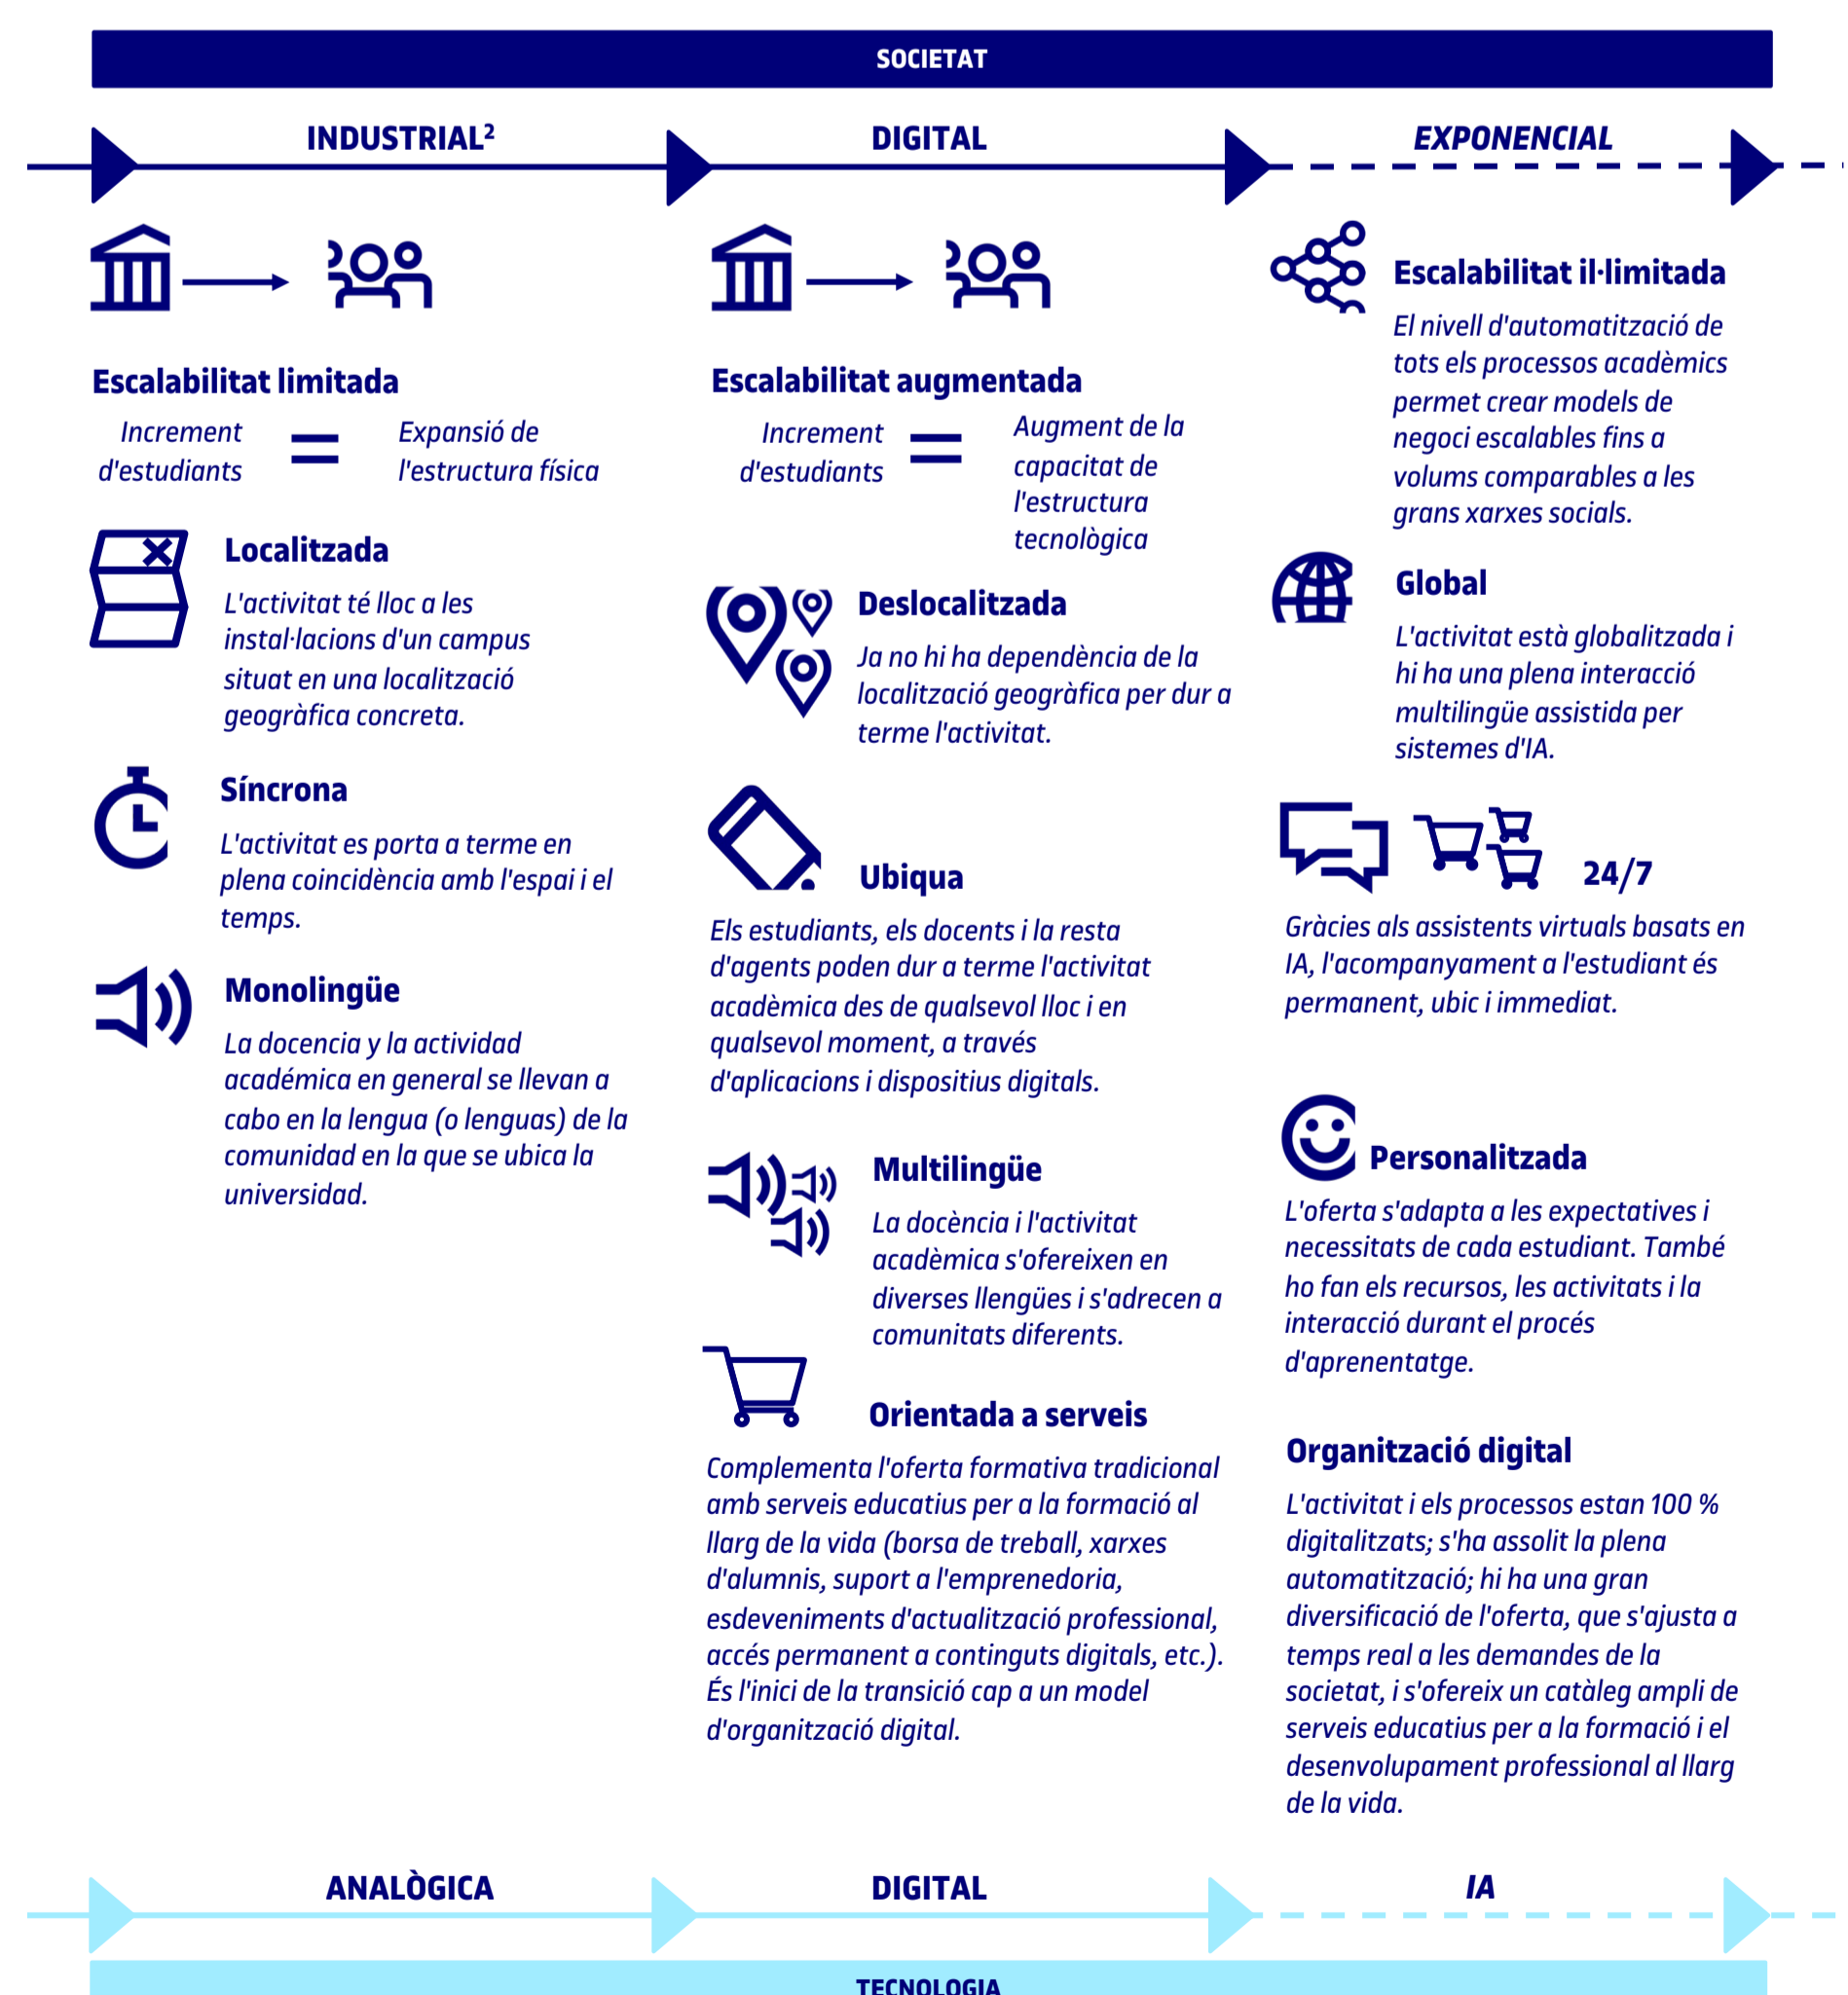 SOCIETAT
INDUSTRIAL²
DIGITAL
EXPONENCIAL
Escalabilitat limitada
Increment
d'estudiants
=
Expansió de
l'estructura física
Localitzada
L'activitat té lloc a les
instal·lacions d'un campus
situat en una localització
geogràfica concreta.
Síncrona
L'activitat es porta a terme en
plena coincidència amb l'espai i el
temps.
Monolingüe
La docencia y la actividad
académica en general se llevan a
cabo en la lengua (o lenguas) de la
comunidad en la que se ubica la
universidad.
Escalabilitat augmentada
Increment
d'estudiants
=
Augment de la
capacitat de
l'estructura
tecnològica
Deslocalitzada
Ja no hi ha dependència de la
localització geogràfica per dur a
terme l'activitat.
Ubiqua
Els estudiants, els docents i la resta
d'agents poden dur a terme l'activitat
acadèmica des de qualsevol lloc i en
qualsevol moment, a través
d'aplicacions i dispositius digitals.
Multilingüe
La docència i l'activitat
acadèmica s'ofereixen en
diverses llengües i s'adrecen a
comunitats diferents.
Orientada a serveis
Complementa l'oferta formativa tradicional
amb serveis educatius per a la formació al
llarg de la vida (borsa de treball, xarxes
d'alumnis, suport a l'emprenedoria,
esdeveniments d'actualització professional,
accés permanent a continguts digitals, etc.).
És l'inici de la transició cap a un model
d'organització digital.
Escalabilitat il·limitada
El nivell d'automatització de
tots els processos acadèmics
permet crear models de
negoci escalables fins a
volums comparables a les
grans xarxes socials.
Global
L'activitat està globalitzada i
hi ha una plena interacció
multilingüe assistida per
sistemes d'IA.
24/7
Gràcies als assistents virtuals basats en
IA, l'acompanyament a l'estudiant és
permanent, ubic i immediat.
Personalitzada
L'oferta s'adapta a les expectatives i
necessitats de cada estudiant. També
ho fan els recursos, les activitats i la
interacció durant el procés
d'aprenentatge.
Organització digital
L'activitat i els processos estan 100 %
digitalitzats; s'ha assolit la plena
automatització; hi ha una gran
diversificació de l'oferta, que s'ajusta a
temps real a les demandes de la
societat, i s'ofereix un catàleg ampli de
serveis educatius per a la formació i el
desenvolupament professional al llarg
de la vida.
ANALÒGICA
DIGITAL
IA
TECNOLOGIA